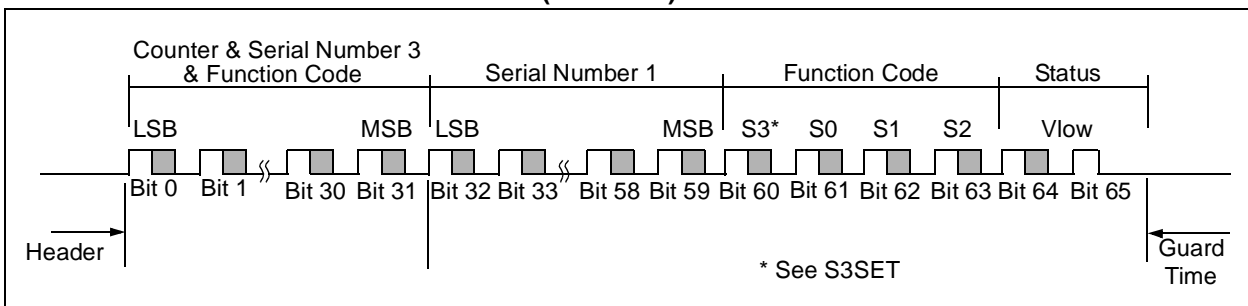 Counter & Serial Number 3
& Function Code
Serial Number 1
Function Code
Status
LSB
MSB
LSB
MSB
S3*
S0
S1
S2
Vlow
Bit 0
Bit 1
Bit 30
Bit 31
Bit 32
Bit 33
Bit 58
Bit 59
Bit 60
Bit 61
Bit 62
Bit 63
Bit 64
Bit 65
Header
Guard
Time
* See S3SET